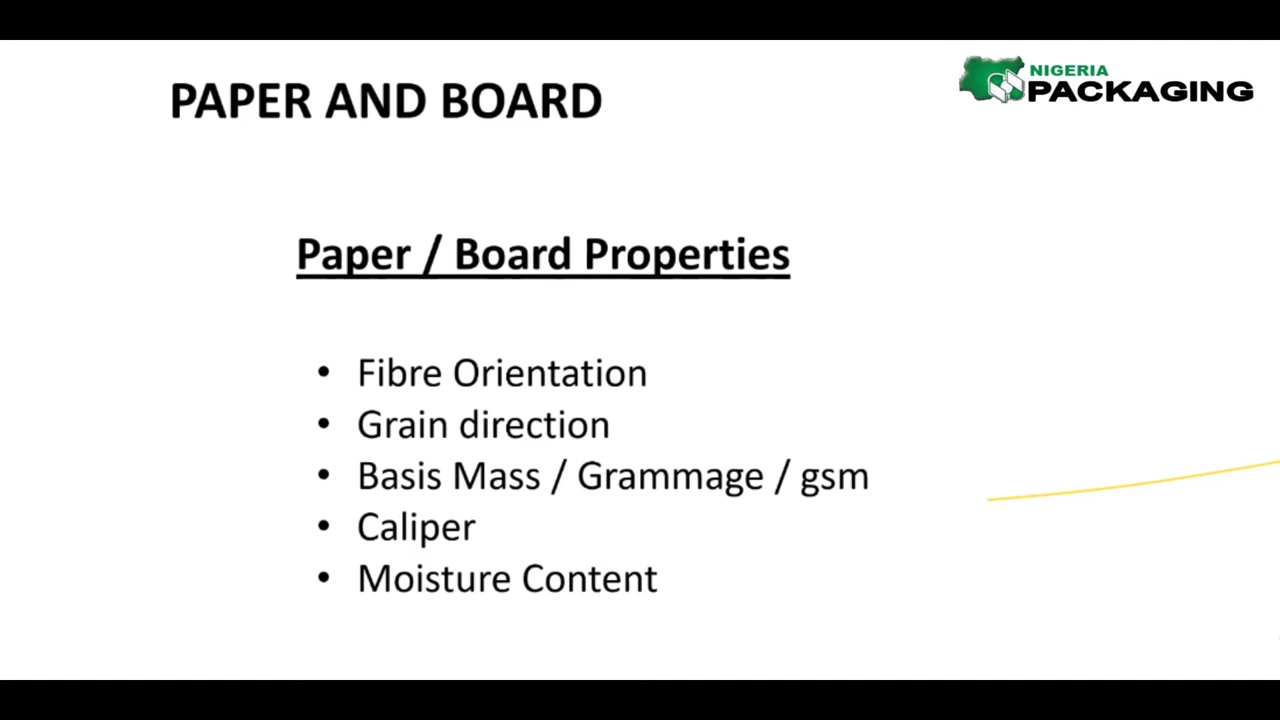 PAPER AND BOARD
NIGERIA
PACKAGING
Paper / Board Properties
• Fibre Orientation
• Grain direction
• Basis Mass / Grammage / gsm
• Caliper
• Moisture Content